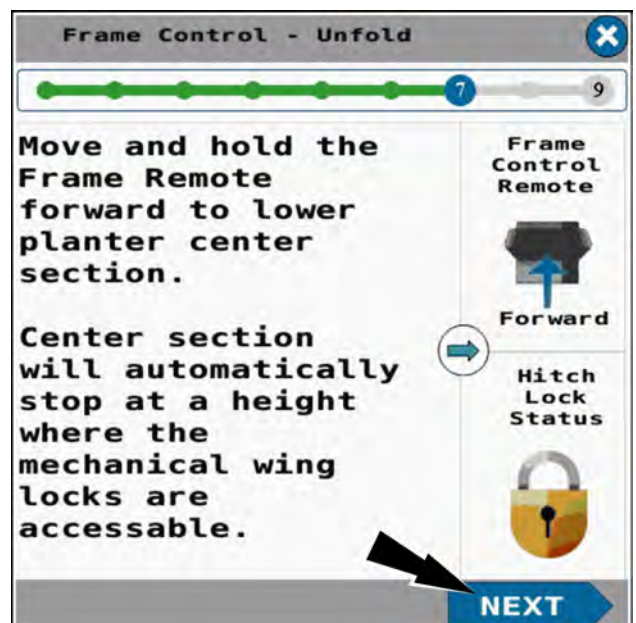 Frame Control - Unfold
7
9
Move and hold the
Frame Remote
forward to lower
planter center
section.
Center section
will automatically
stop at a height
where the
mechanical wing
locks are
accessable.
Frame
Control
Remote
Forward
Hitch
Lock
Status
NEXT